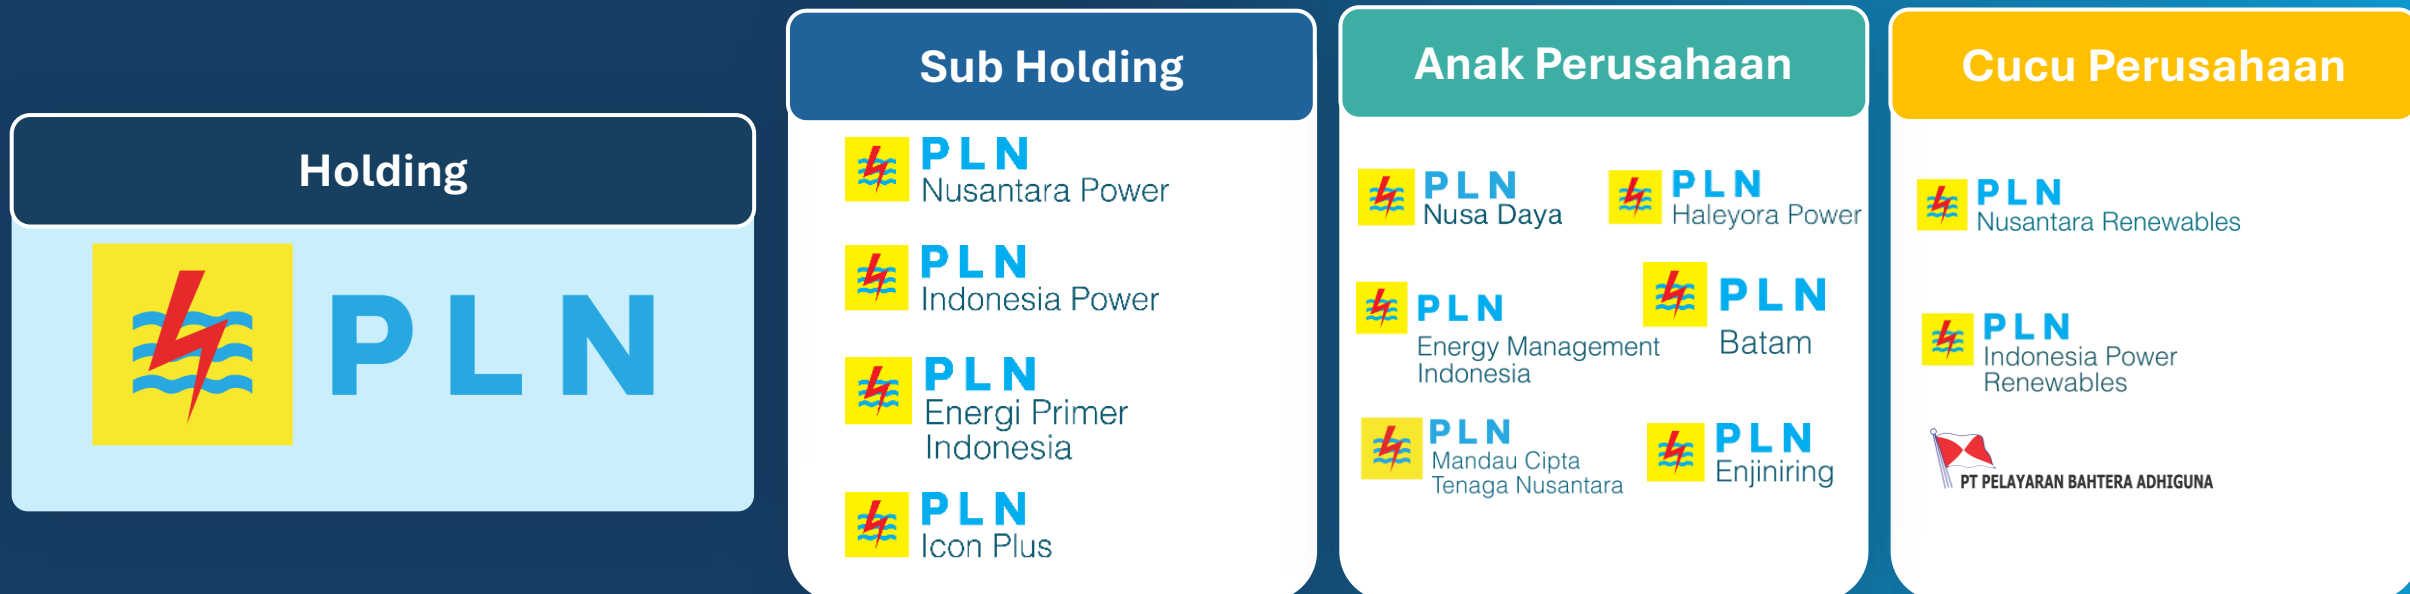 Holding
PLN
Sub Holding
PLN
Nusantara Power
PLN
Indonesia Power
PLN
Energi Primer
Indonesia
PLN
Icon Plus
Anak Perusahaan
PLN
Nusa Daya
PLN
Haleyora Power
PLN
Energy Management
Indonesia
PLN
Batam
PLN
Mandau Cipta
Tenaga Nusantara
PLN
Enjiniring
Cucu Perusahaan
PLN
Nusantara Renewables
PLN
Indonesia Power
Renewables
PT PELAYARAN BAHTERA ADHIGUNA